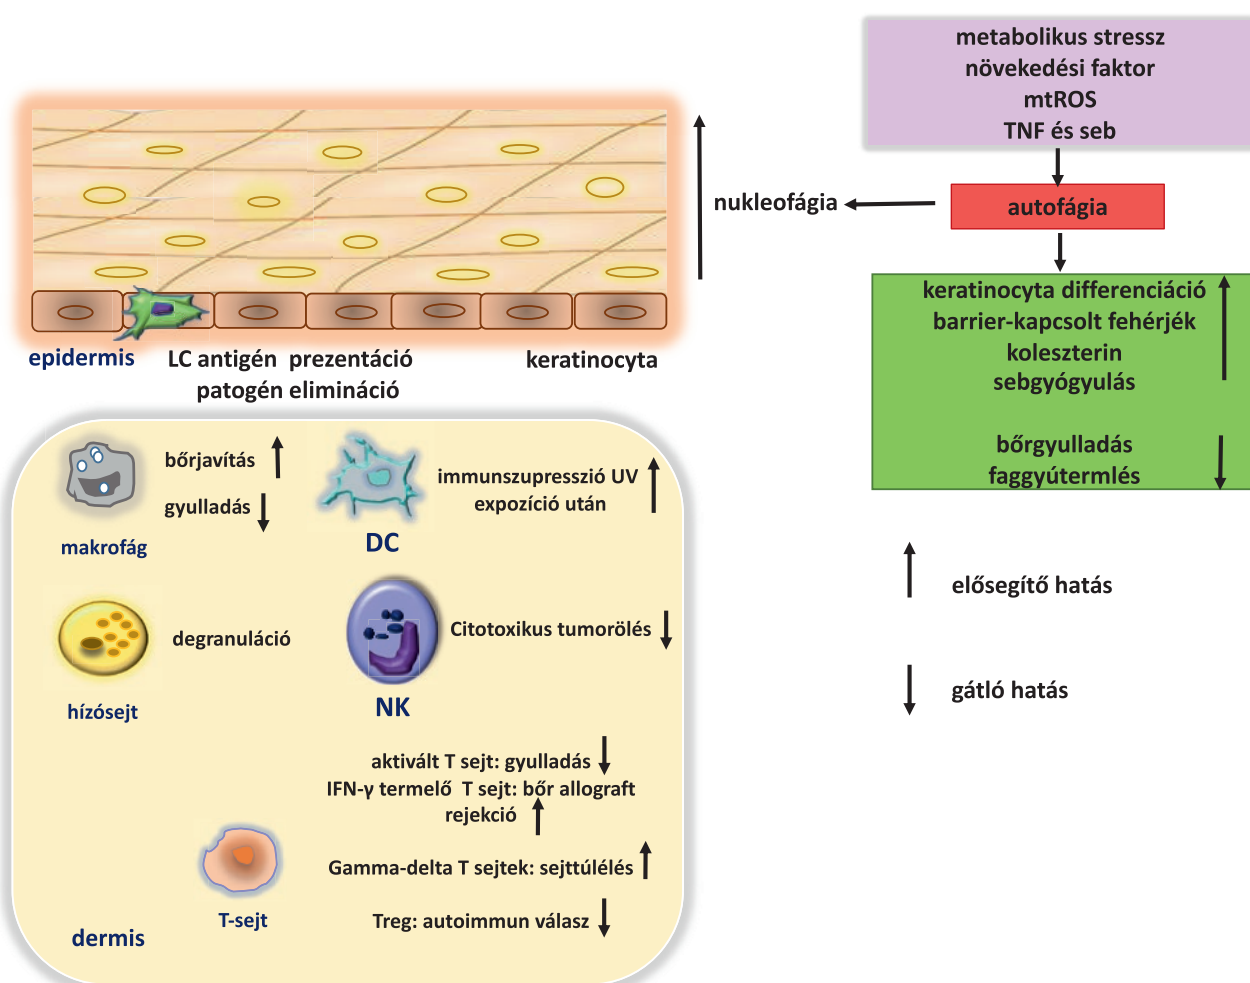 metabolikus stressz
növekedési faktor
mtROS
TNF és seb
nukleofágia
autofágia
keratinocyta differenciáció
barrier-kapcsolt fehérjék
koleszterin
sebgyógyulás
bőrgyulladás
faggyútermlés
epidermis
LC antigén prezentáció
patogén elimináció
keratinocyta
bőrjavítás
gyulladás
makrofág
immunszupresszió UV
expozíció után
DC
degranuláció
hízósejt
Citotoxikus tumorölés
NK
aktivált T sejt: gyulladás
IFN-γ termelő T sejt: bőr allograft
rejekció
Gamma-delta T sejtek: sejttúlélés
Treg: autoimmun válasz
T-sejt
dermis
elősegítő hatás
gátló hatás